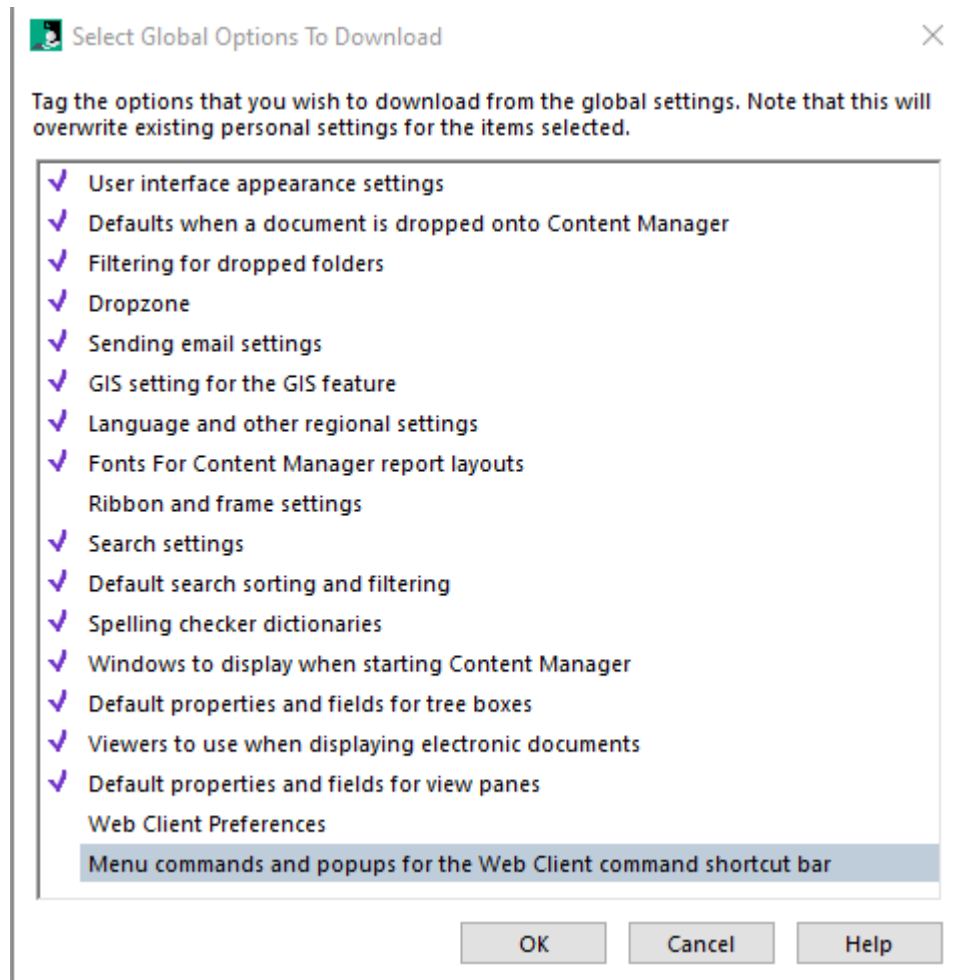 Select Global Options To Download
Tag the options that you wish to download from the global settings. Note that this will
overwrite existing personal settings for the items selected.
User interface appearance settings
Defaults when a document is dropped onto Content Manager
Filtering for dropped folders
Dropzone
Sending email settings
GIS setting for the GIS feature
Language and other regional settings
Fonts For Content Manager report layouts
Ribbon and frame settings
Search settings
Default search sorting and filtering
Spelling checker dictionaries
Windows to display when starting Content Manager
Default properties and fields for tree boxes
Viewers to use when displaying electronic documents
Default properties and fields for view panes
Web Client Preferences
Menu commands and popups for the Web Client command shortcut bar
OK Cancel Help